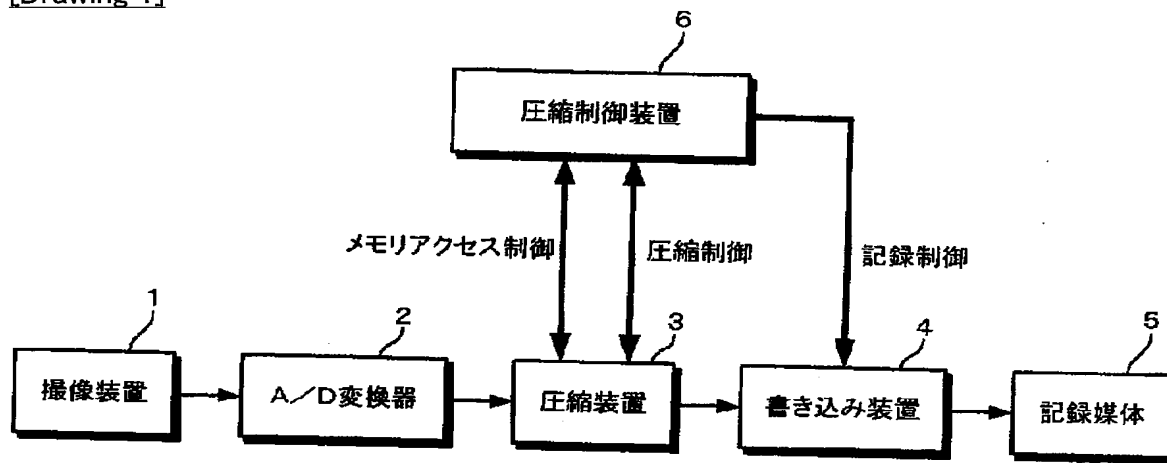 [Drawing 1]
6
圧縮制御装置
メモリアクセス制御
圧縮制御
記録制御
1
2
3
4
5
撮像装置
A/D変換器
圧縮装置
書き込み装置
記録媒体